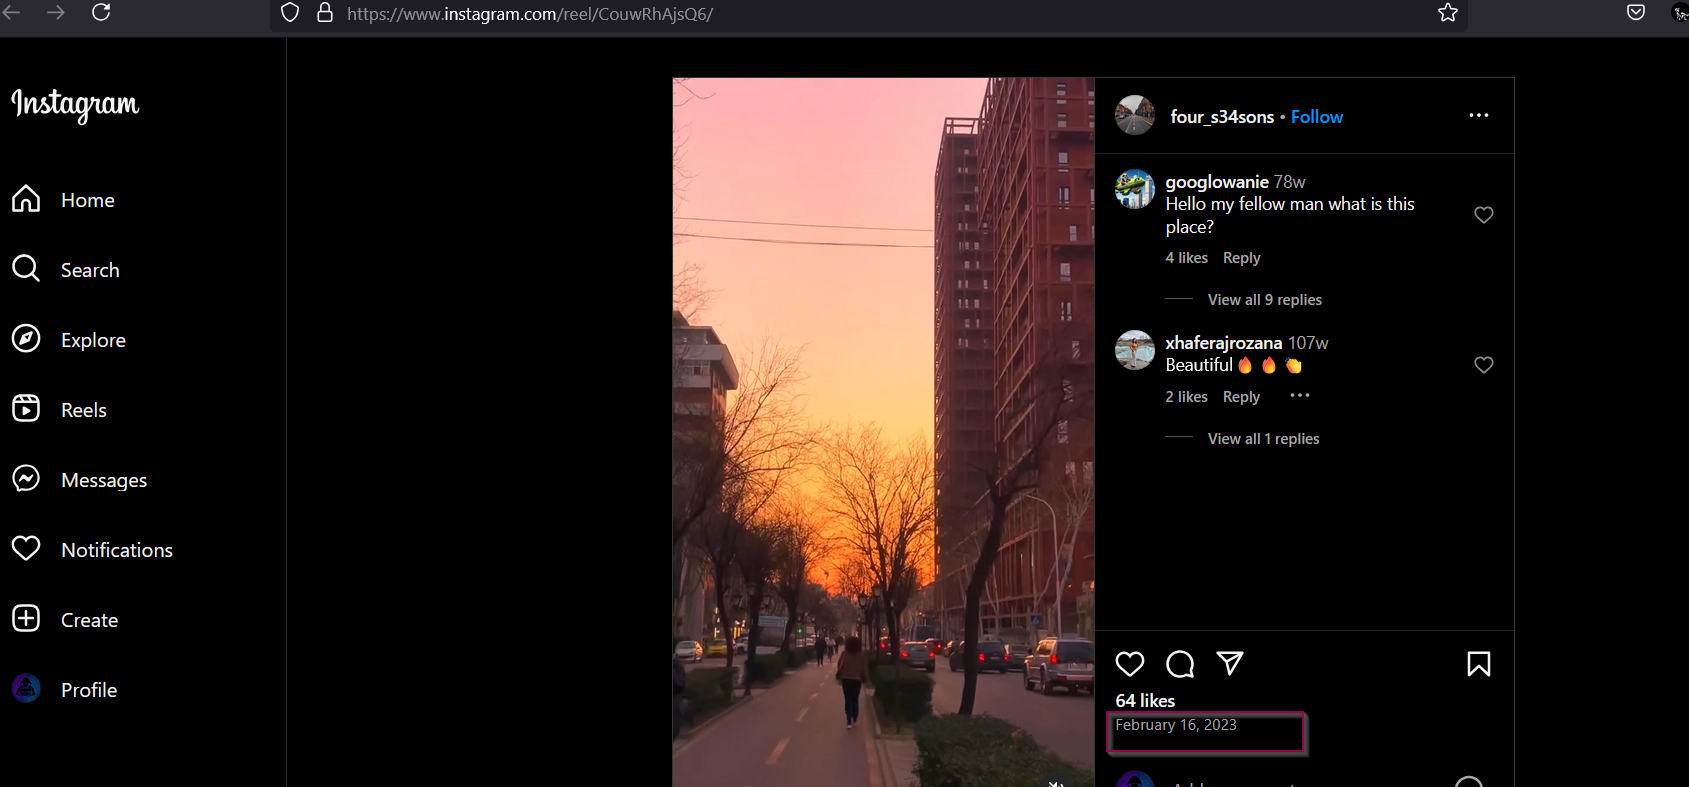 https://www.instagram.com/reel/CouwRhAjsQ6/
Instagram
Home
Search
Explore
Reels
Messages
Notifications
Create
Profile
four_s34sons • Follow
googlowanie 78w
Hello my fellow man what is this
place?
4 likes Reply
View all 9 replies
xhaferajrozana 107w
Beautiful🔥 🔥 👏
2 likes Reply
View all 1 replies
64 likes
February 16, 2023